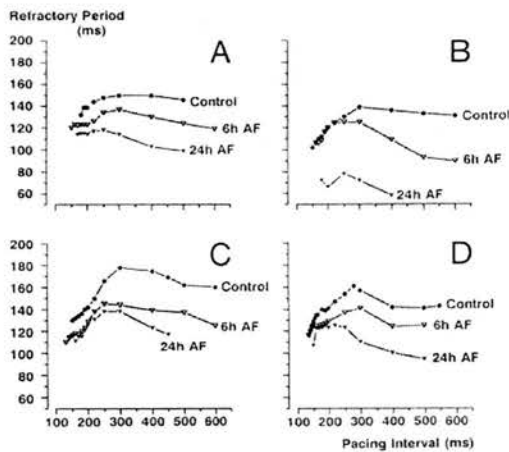 Refractory Period
(ms)
200
180
160
140
120
100
80
60
A
Control
6h AF
24h AF
B
Control
6h AF
24h AF
200
180
160
140
120
100
80
60
C
Control
6h AF
24h AF
D
Control
6h AF
24h AF
100 200 300 400 500 600
100 200 300 400 500 600
Pacing Interval (ms)